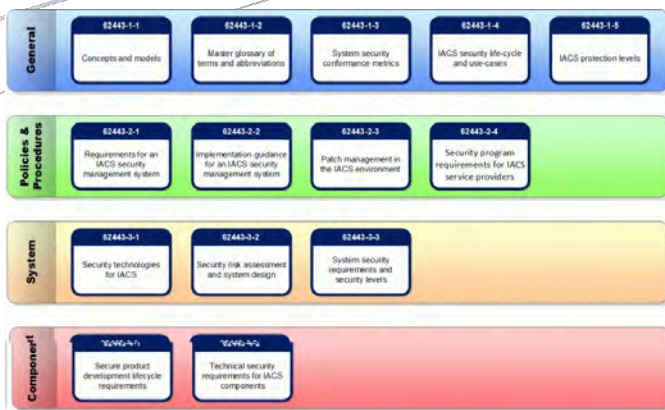 General
62443-1-1
Concepts and models
62443-1-2
Master glossary of
terms and abbreviations
62443-1-3
System security
conformance metrics
62443-1-4
IACS security life-cycle
and use-cases
62443-1-5
IACS protection levels
Policies &
Procedures
62443-2-1
Requirements for an
IACS security
management system
62443-2-2
Implementation guidance
for an IACS security
management system
62443-2-3
Patch management in
the IACS environment
62443-2-4
Security program
requirements for IACS
service providers
System
62443-3-1
Security technologies
for IACS
62443-3-2
Security risk assessment
and system design
62443-3-3
System security
requirements and
security levels
Component
Secure product
development lifecycle
requirements
Technical security
requirements for IACS
components